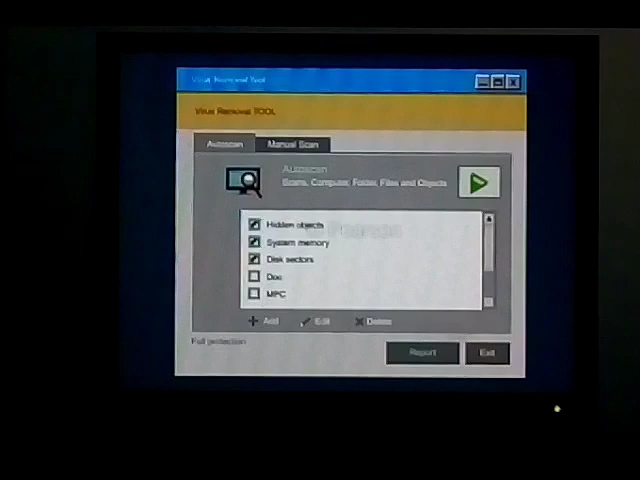 Virus Removal Tool
Virus Removal TOOL
Autoscan
Manual Scan
Autoscan
Scans, Computer, Folder, Files and Objects
Hidden objects
System memory
Disk sectors
Doc
MPC
Add
Edit
Delete
Full protection
Report
Exit